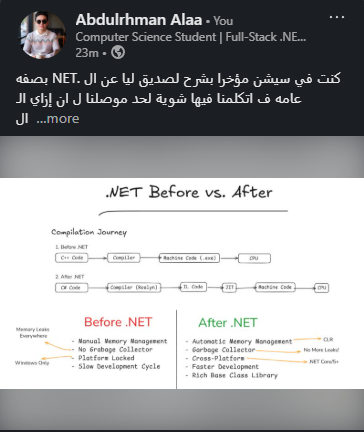 Abdulrhman Alaa • You
Computer Science Student | Full-Stack .NE...
23m •
كنت في سيشن مؤخرا بشرح لصديق ليا عن ال .NET بصفه
عامه ف اتكلمنا فيها شوية لحد موصلنا ل ان إزاي الـ
ال ...more
.NET Before vs. After
Compilation Journey
1. Before .NET
C++ Code
Compiler
Machine Code (.exe)
CPU
2. After .NET
C# Code
Compiler (Roslyn)
IL Code
JIT
Machine Code
CPU
Before .NET
Memory Leaks
Everywhere
Windows Only
- Manual Memory Management
- No Grabage Collector
- Platform Locked
- Slow Development Cycle
After .NET
- Automatic Memory Management
- Garbage Collector
- Cross-Platform
- Faster Development
- Rich Base Class Library
CLR
No More Leaks!
.NET Core/5+